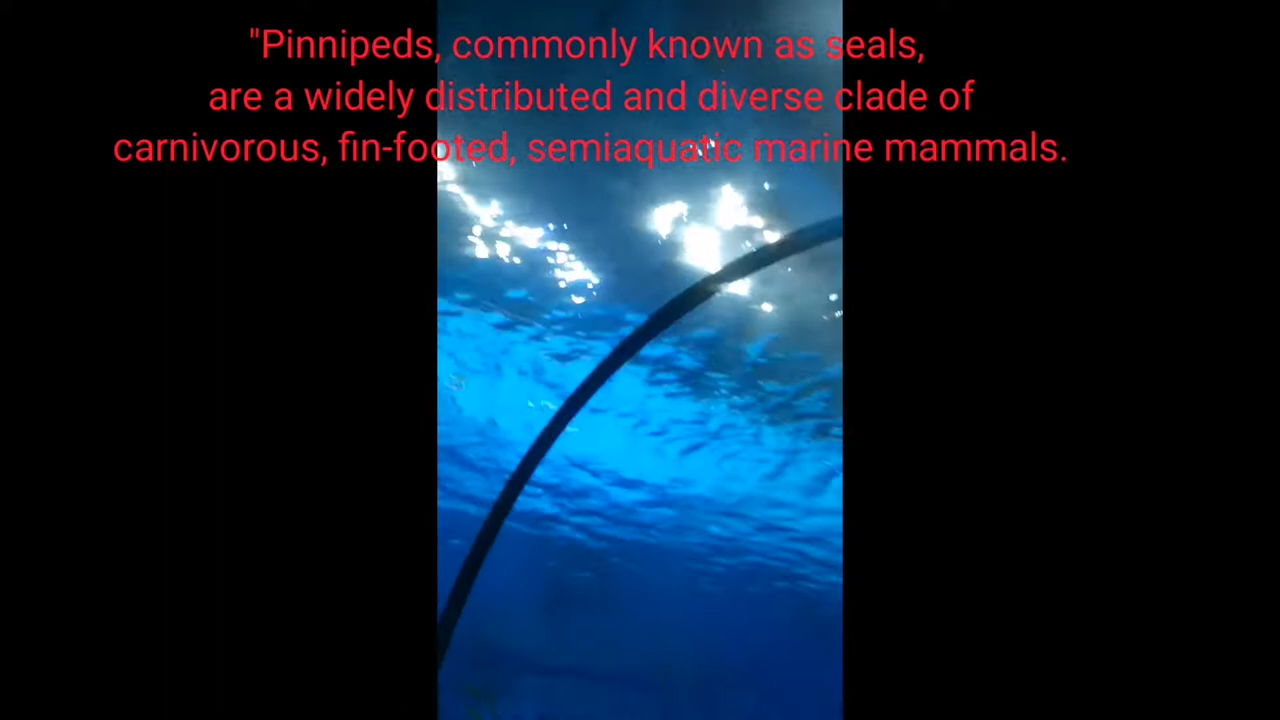 "Pinnipeds, commonly known as seals,
are a widely distributed and diverse clade of
carnivorous, fin-footed, semiaquatic marine mammals.